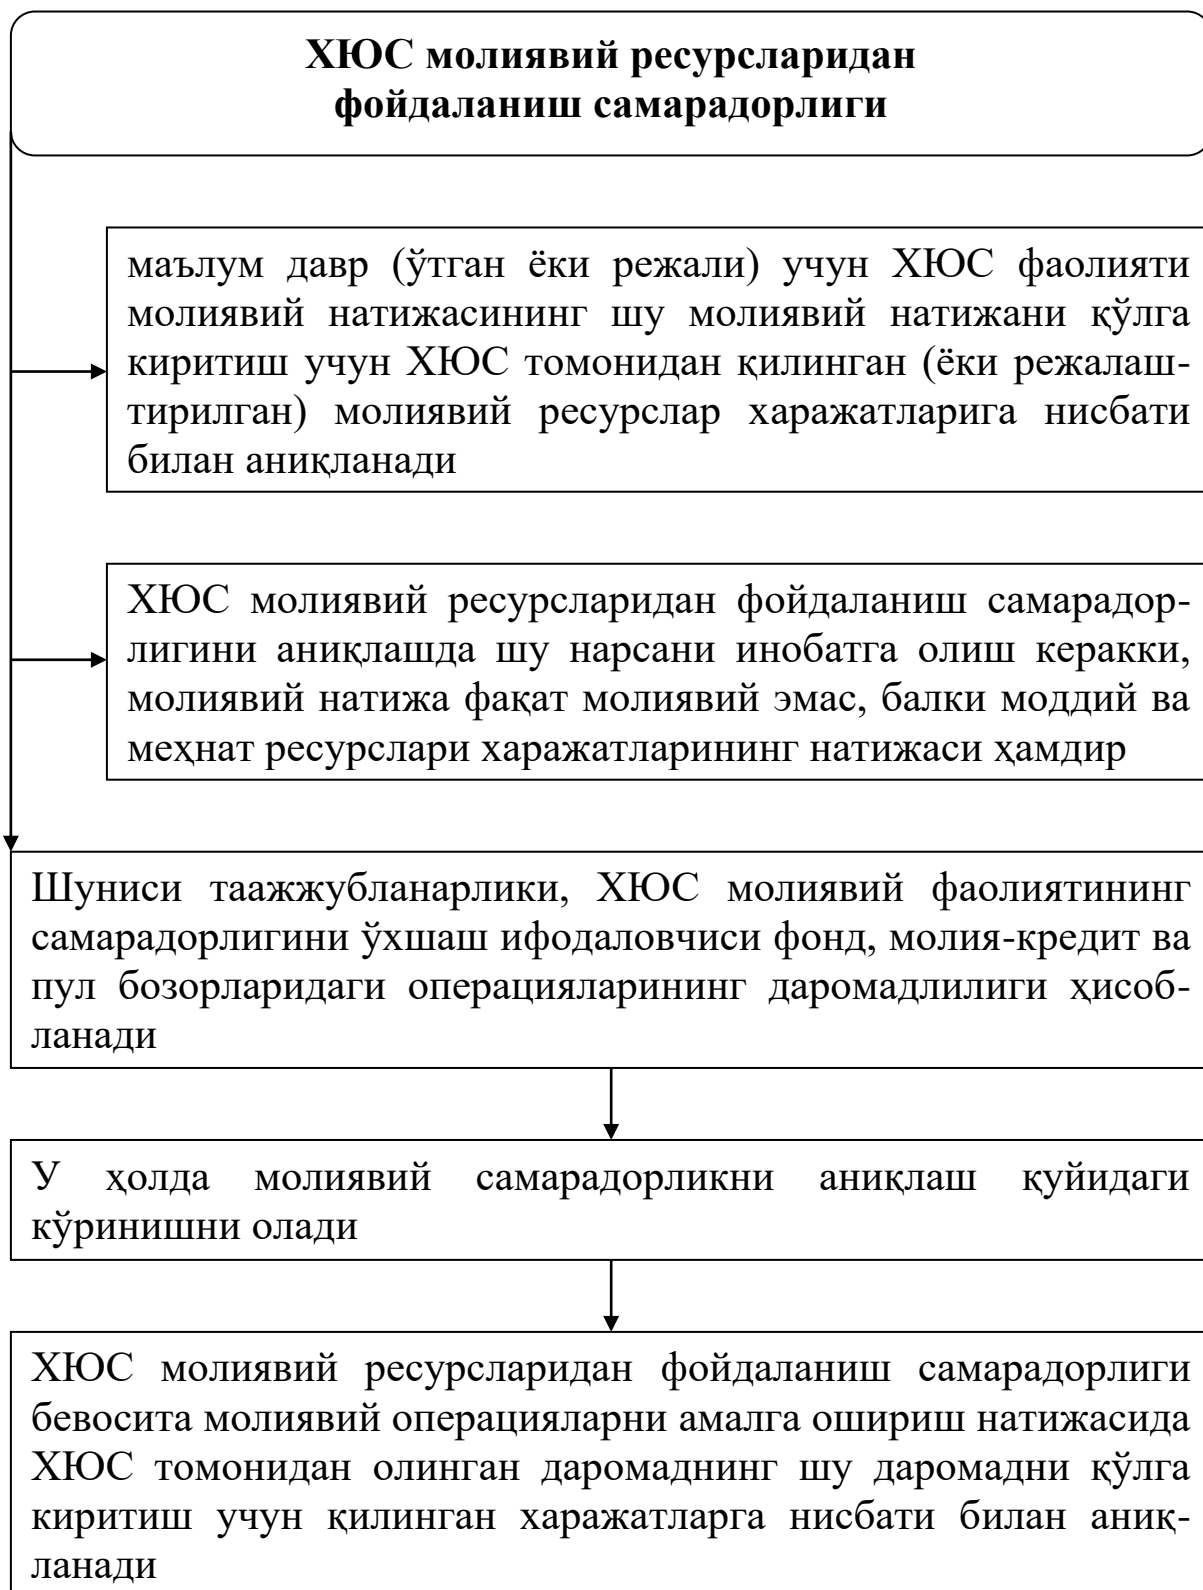 ХЮС молиявий ресурсларидан
фойдаланиш самарадорлиги
маълум давр (ўтган ёки режали) учун ХЮС фаолияти
молиявий натижасининг шу молиявий натижани қўлга
киритиш учун ХЮС томонидан қилинган (ёки режалаш-
тирилган) молиявий ресурслар харажатларига нисбати
билан аниқланади
ХЮС молиявий ресурсларидан фойдаланиш самарадор-
лигини аниқлашда шу нарсани инобатга олиш керакки,
молиявий натижа фақат молиявий эмас, балки моддий ва
меҳнат ресурслари харажатларининг натижаси ҳамдир
Шуниси таажжубланарлики, ХЮС молиявий фаолиятининг
самарадорлигини ўхшаш ифодаловчиси фонд, молия-кредит ва
пул бозорларидаги операцияларининг даромадлилиги ҳисоб-
ланади
У ҳолда молиявий самарадорликни аниқлаш қуйидаги
кўринишни олади
ХЮС молиявий ресурсларидан фойдаланиш самарадорлиги
бевосита молиявий операцияларни амалга ошириш натижасида
ХЮС томонидан олинган даромаднинг шу даромадни қўлга
киритиш учун қилинган харажатларга нисбати билан аниқ-
ланади